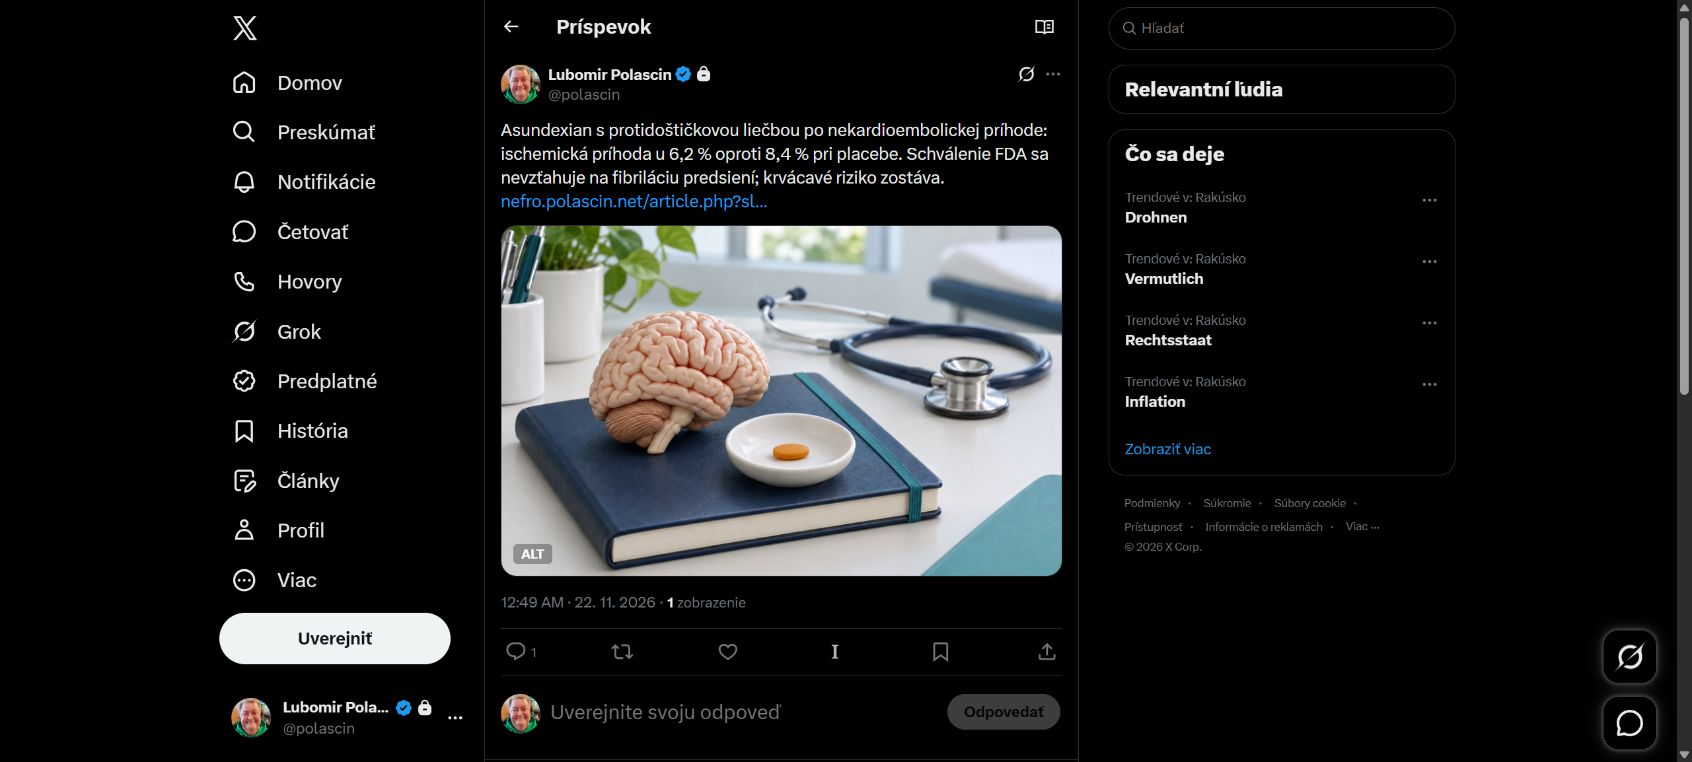 Domov
Preskúmať
Notifikácie
Četovať
Hovory
Grok
Predplatné
História
Články
Profil
Viac
Uverejniť
Lubomir Pola...
@polascin
Príspevok
Lubomir Polascin
@polascin
Asundexian s protidoštičkovou liečbou po nekardioembolickej príhode:
ischemická príhoda u 6,2 % oproti 8,4 % pri placebe. Schválenie FDA sa
nevzťahuje na fibriláciu predsiení; krvácavé riziko zostáva.
nefro.polascin.net/article.php?sl...
ALT
12:49 AM · 22. 11. 2026 · 1 zobrazenie
1
Uverejnite svoju odpoveď
Odpovedať
Hľadať
Relevantní ľudia
Čo sa deje
Trendové v: Rakúsko
Drohnen
Trendové v: Rakúsko
Vermutlich
Trendové v: Rakúsko
Rechtsstaat
Trendové v: Rakúsko
Inflation
Zobraziť viac
Podmienky · Súkromie · Súbory cookie ·
Prístupnosť · Informácie o reklamách · Viac ···
© 2026 X Corp.